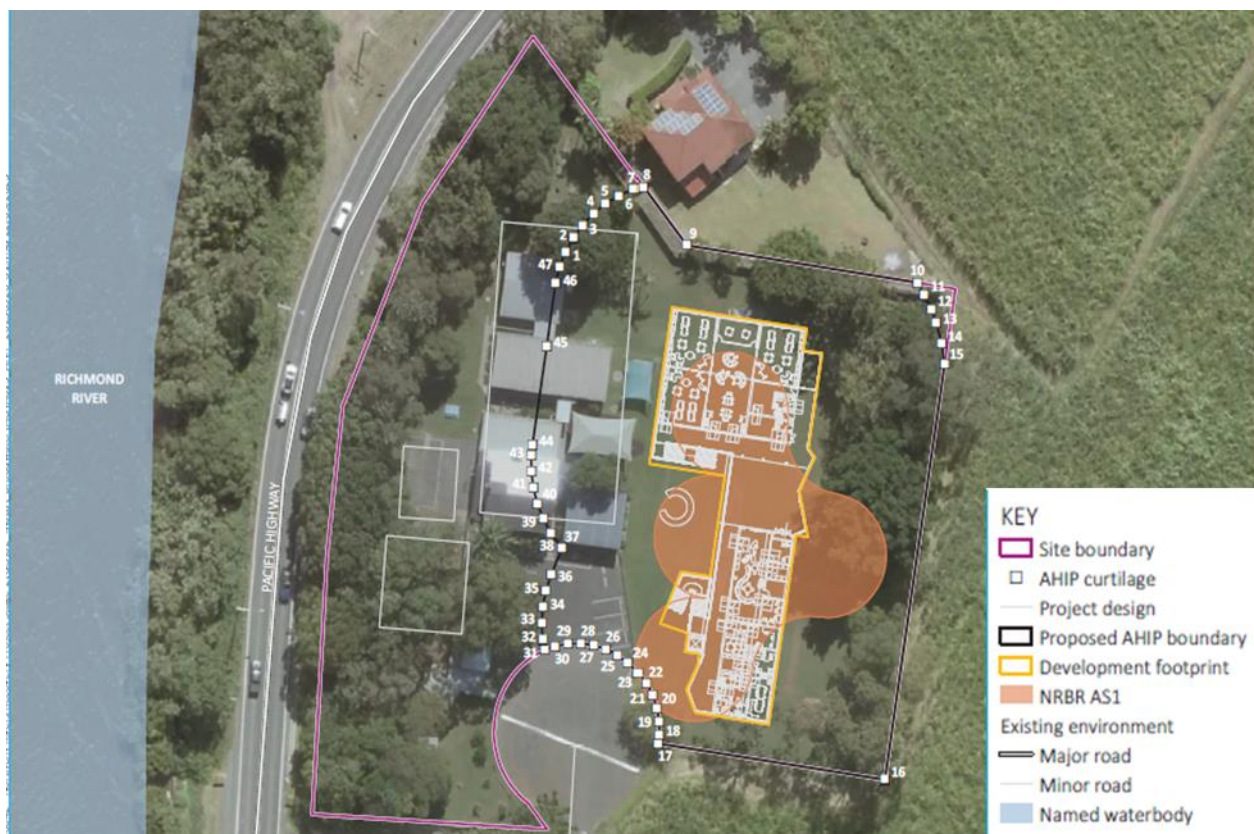 7 8
5 6
4
3
2
1
47
46
9
10
11
12
13
14
15
45
RICHMOND
RIVER
PACIFIC HIGHWAY
44
43
42
41
40
39
38 37
36
35
34
33
32
31 30 29 28 27 26
25 24
23 22
21 20
19
18
17
16
KEY
Site boundary
AHIP curtilage
Project design
Proposed AHIP boundary
Development footprint
NRBR AS1
Existing environment
Major road
Minor road
Named waterbody